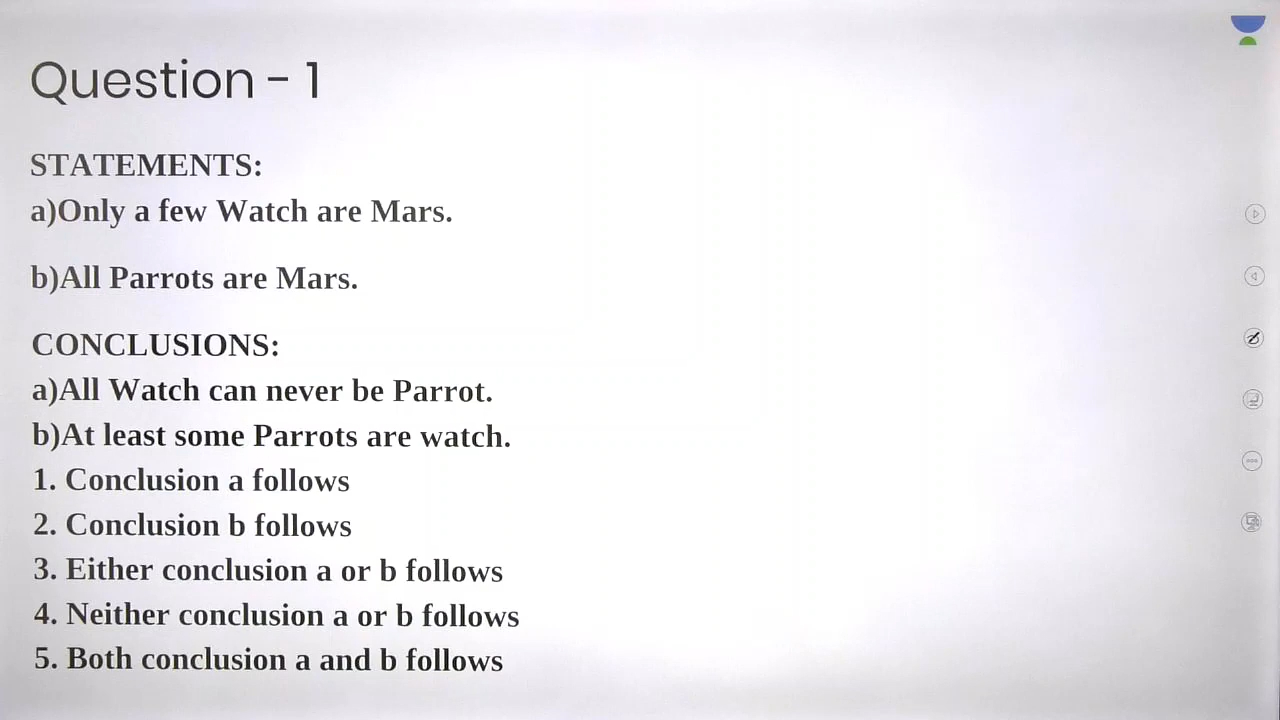 Question - 1
STATEMENTS:
a)Only a few Watch are Mars.
b)All Parrots are Mars.
CONCLUSIONS:
a)All Watch can never be Parrot.
b)At least some Parrots are watch.
1. Conclusion a follows
2. Conclusion b follows
3. Either conclusion a or b follows
4. Neither conclusion a or b follows
5. Both conclusion a and b follows